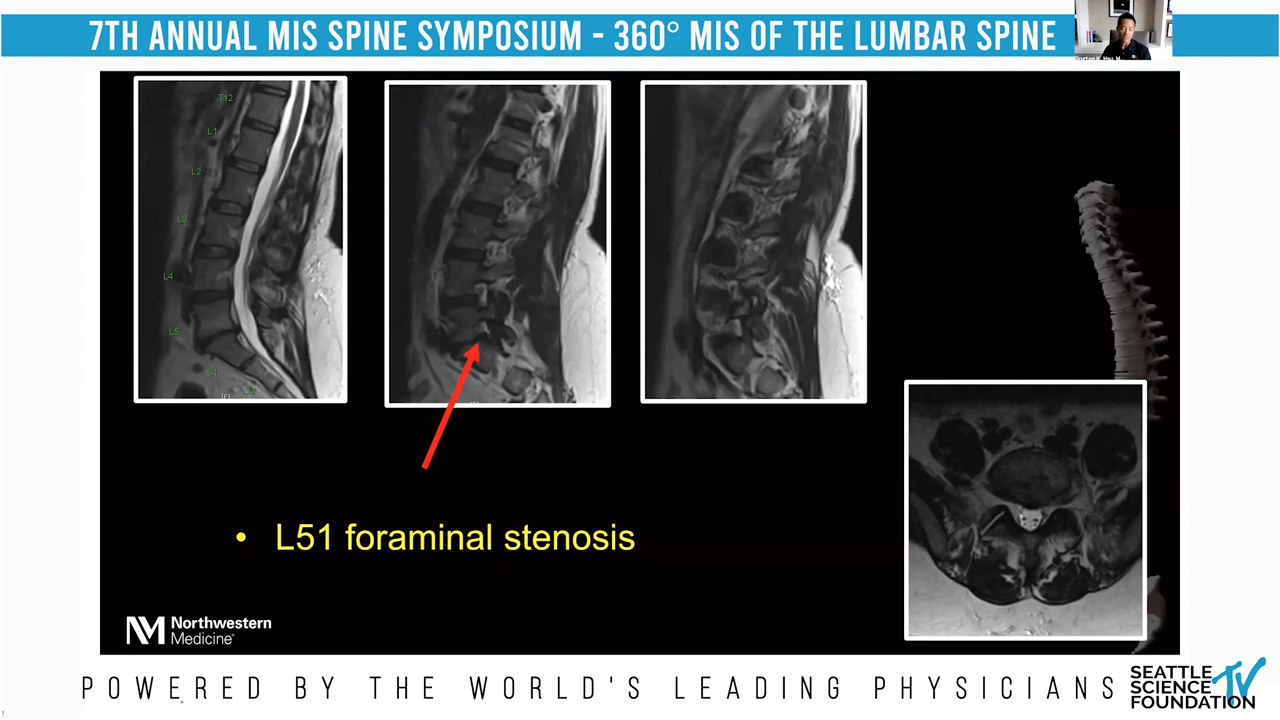 7TH ANNUAL MIS SPINE SYMPOSIUM - 360° MIS OF THE LUMBAR SPINE
T12
L1
L2
L3
L4
L5
S1
S2
• L51 foraminal stenosis
Northwestern
Medicine®
POWERED BY THE WORLD'S LEADING PHYSICIANS
SEATTLE
SCIENCE
FOUNDATION
TV